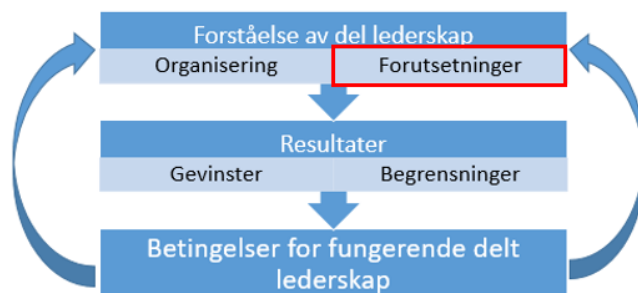 Forståelse av del lederskap
Organisering
Forutsetninger
Resultater
Gevinster
Begrensninger
Betingelser for fungerende delt
lederskap